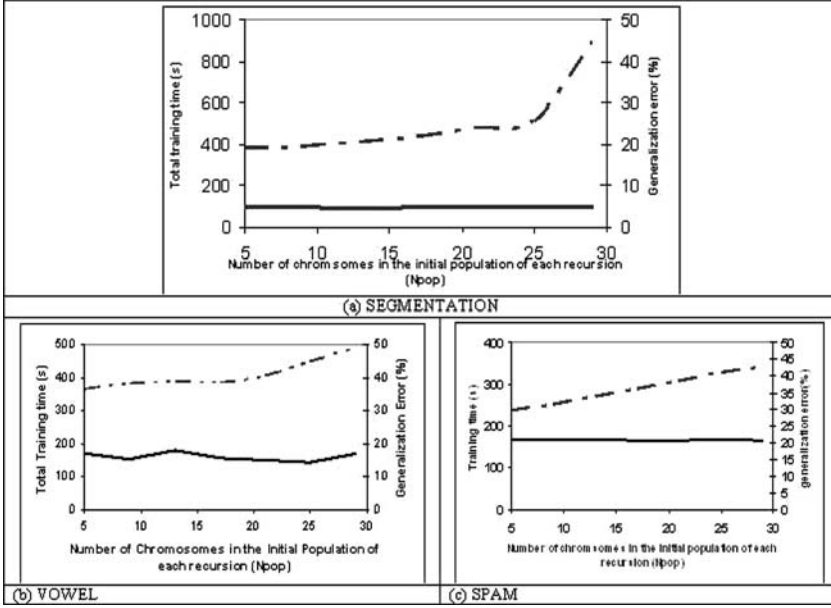 1000
800
600
400
200
0
50
40
30
20
10
0
Total training time (s)
Generalization error (%)
5 10 15 20 25 30
Number of chromsomes in the initial population of each recursion
(Npop)
(a) SEGMENTATION
500
400
300
200
100
0
50
40
30
20
10
0
Total Training time (s)
Generalization Error (%)
5 10 15 20 25 30
Number of Chromosomes in the Initial Population of
each recursion (Npop)
(b) VOWEL
400
300
200
100
0
50
45
40
35
30
25
20
15
10
5
0
Training time (s)
generalization error(%)
5 10 15 20 25 30
Number of chromsomes in the initial population of each
recursion (Npop)
(c) SPAM